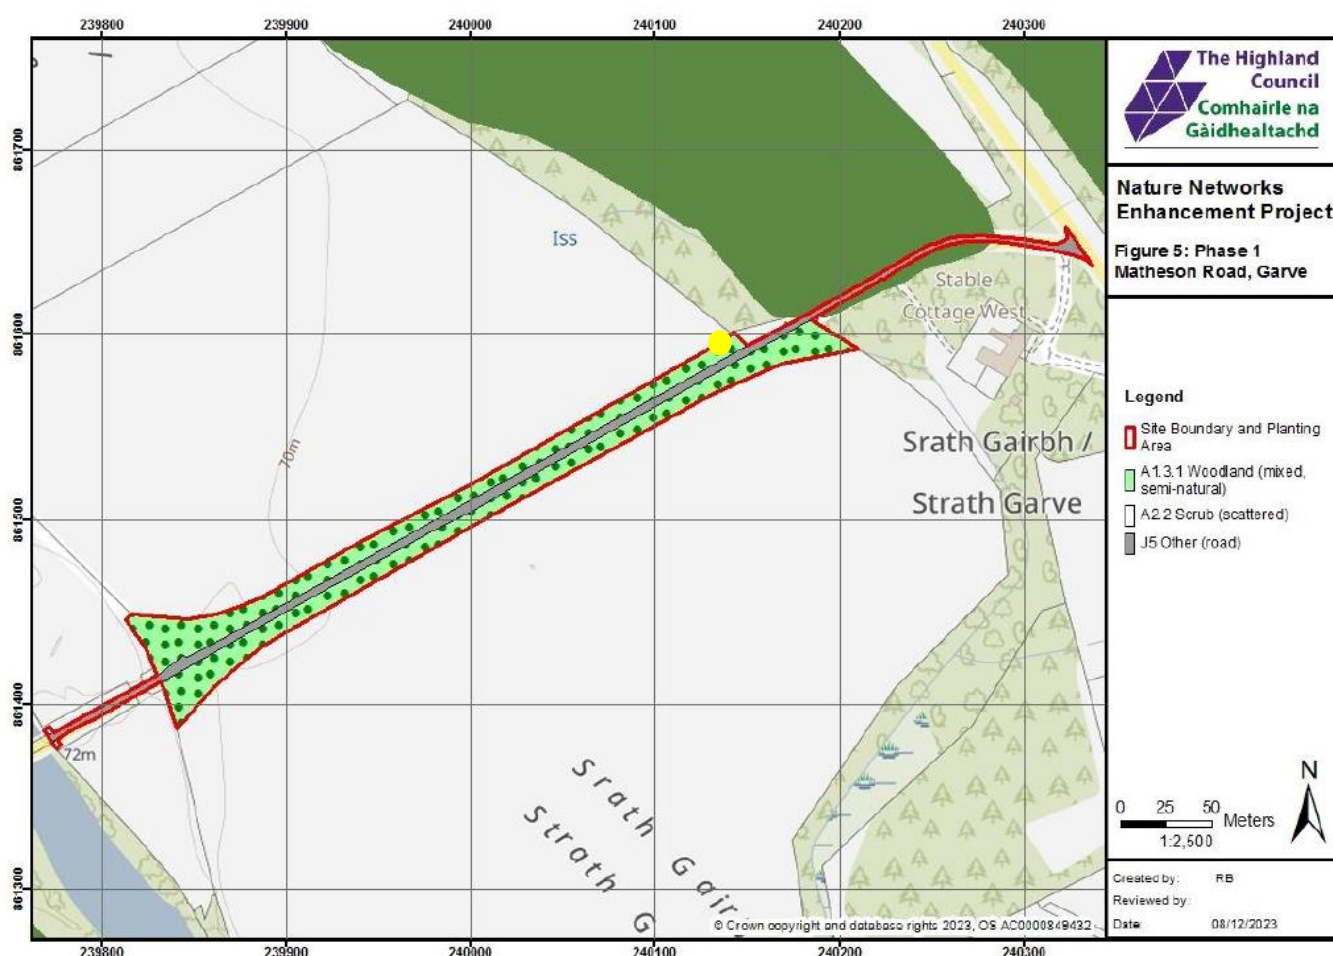 239800 239900 240000 240100 240200 240300
861700
861600
861500
861400
861300
Iss
Stable
Cottage West
Srath Gairbh /
Strath Garve
70m
72m
Srath Gair
Strath G
© Crown copyright and database rights 2023, OS AC0000849432
239800 239900 240000 240100 240200 240300
The Highland
Council
Comhairle na
Gàidhealtachd
Nature Networks
Enhancement Project
Figure 5: Phase 1
Matheson Road, Garve
Legend
Site Boundary and Planting
Area
A1.3.1 Woodland (mixed,
semi-natural)
A2.2 Scrub (scattered)
J5 Other (road)
N
0 25 50
Meters
1:2,500
Created by: RB
Reviewed by:
Date: 08/12/2023